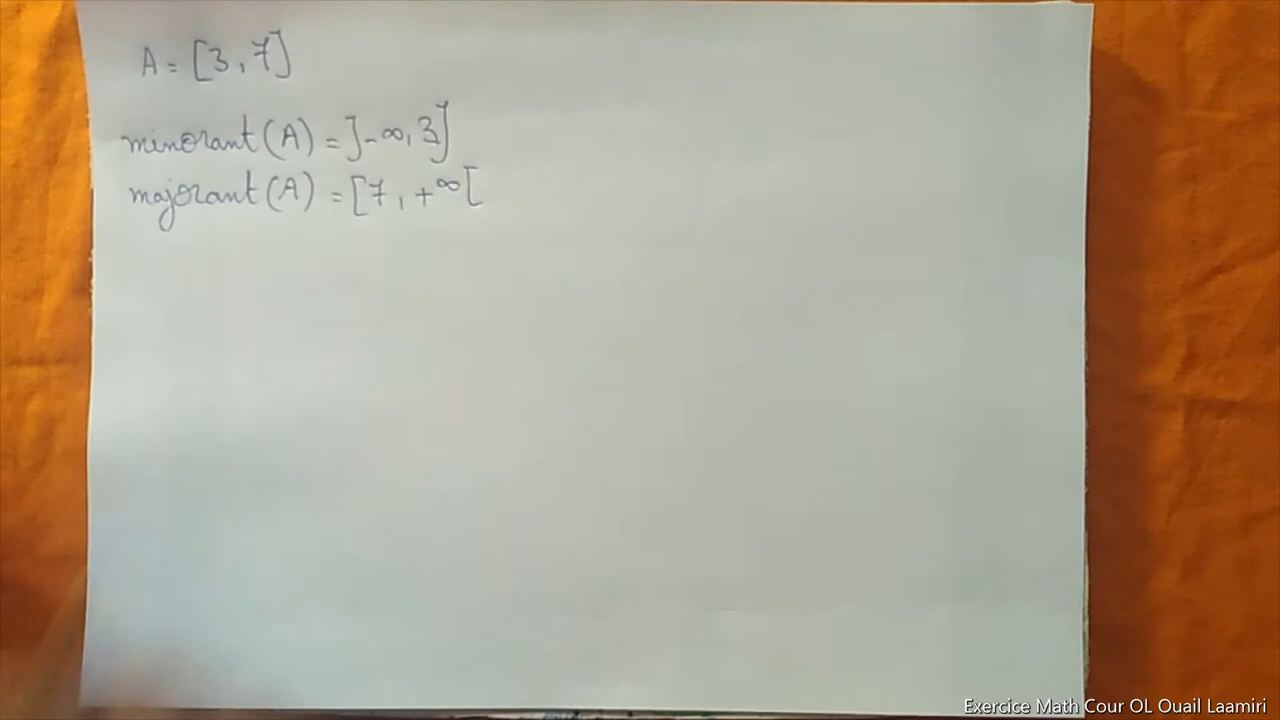 A = [3, 7]
minorant(A) = ]-∞, 3]
majorant(A) = [7, +∞[
Exercice Math Cour OL Ouail Laamiri